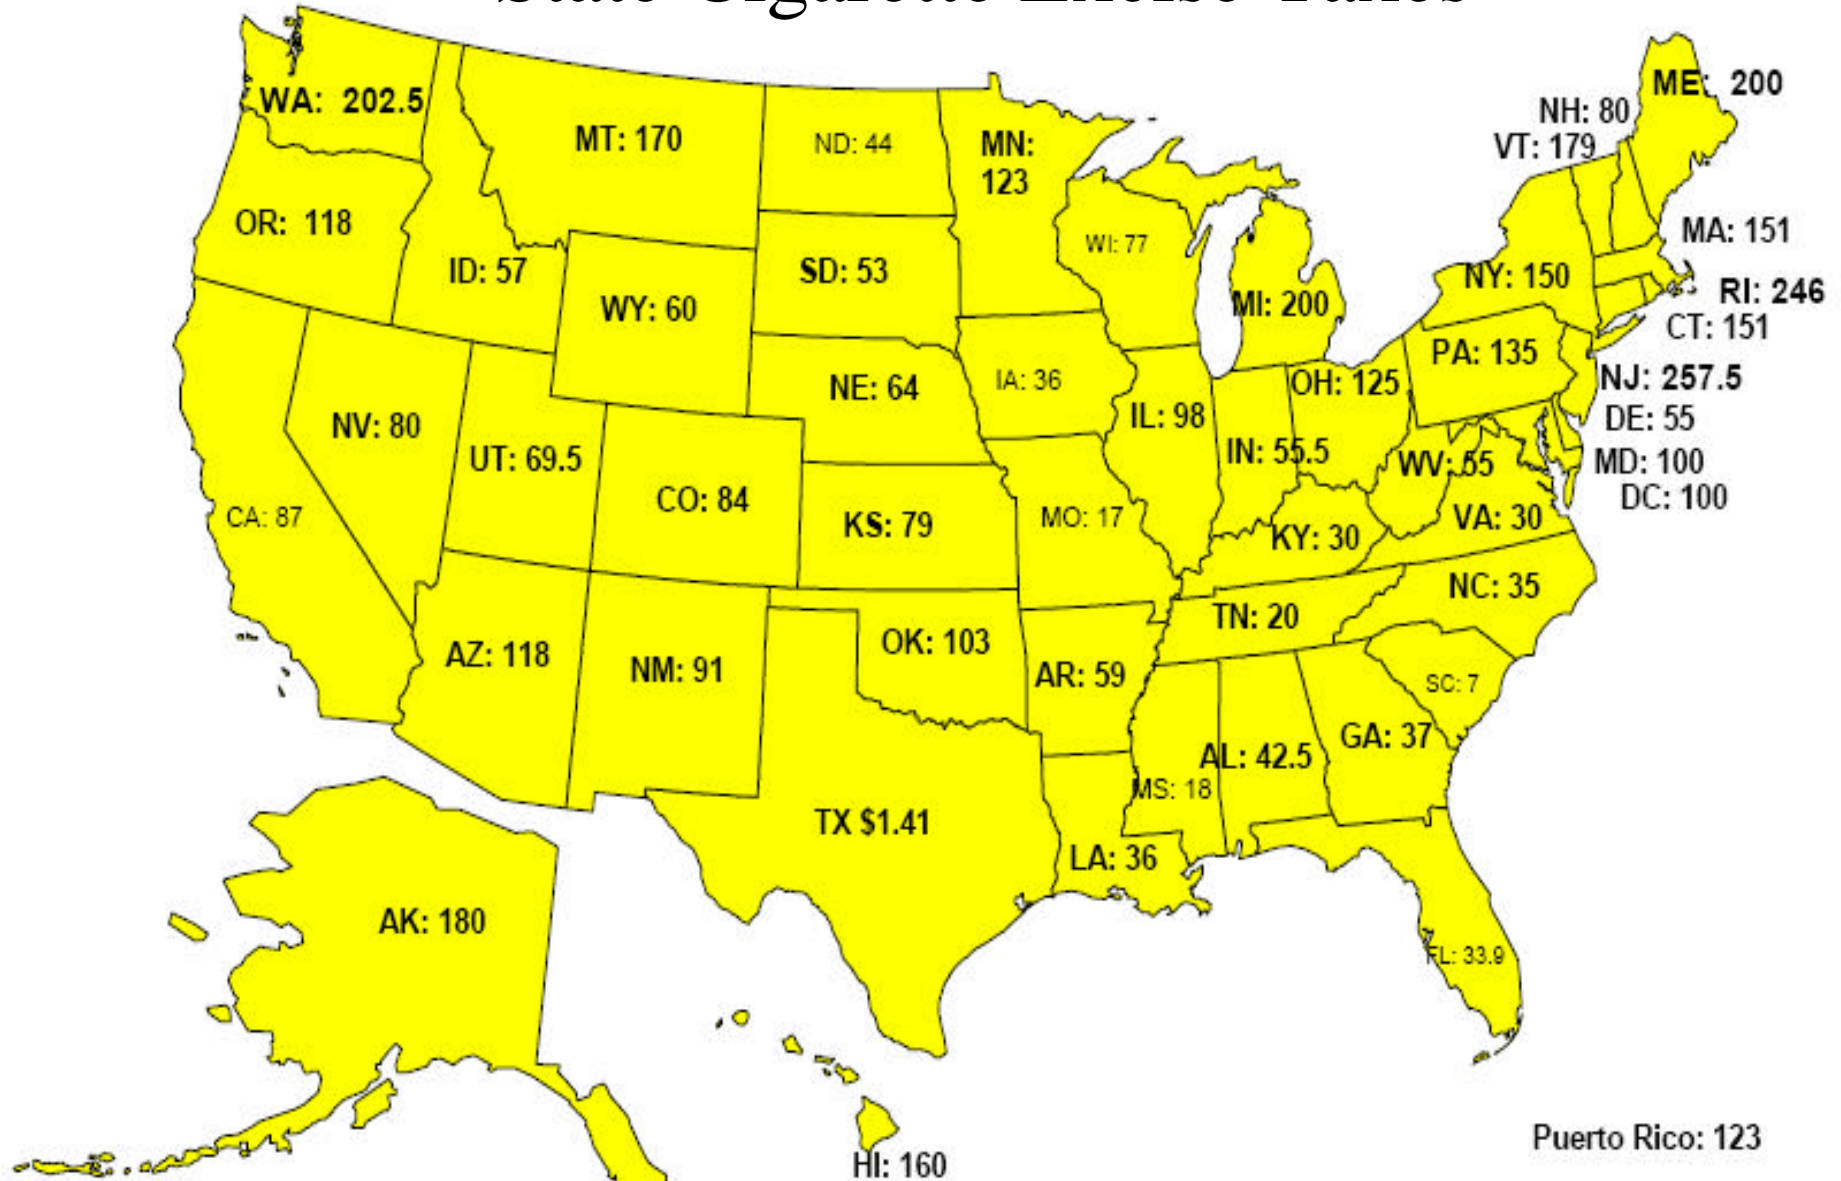 State Cigarette Excise Taxes
ME: 200
WA: 202.5
NH: 80
MT: 170
ND: 44
MN:
123
VT: 179
OR: 118
MA: 151
WI: 77
ID: 57
SD: 53
NY: 150
RI: 246
WY: 60
MI: 200
CT: 151
PA: 135
NE: 64
IA: 36
OH: 125
NJ: 257.5
IL: 98
DE: 55
NV: 80
UT: 69.5
IN: 55.5
WV: 55
MD: 100
CO: 84
DC: 100
CA: 87
KS: 79
MO: 17
VA: 30
KY: 30
NC: 35
TN: 20
OK: 103
AZ: 118
NM: 91
AR: 59
SC: 7
GA: 37
AL: 42.5
MS: 18
TX $1.41
LA: 36
AK: 180
FL: 33.9
Puerto Rico: 123
HI: 160